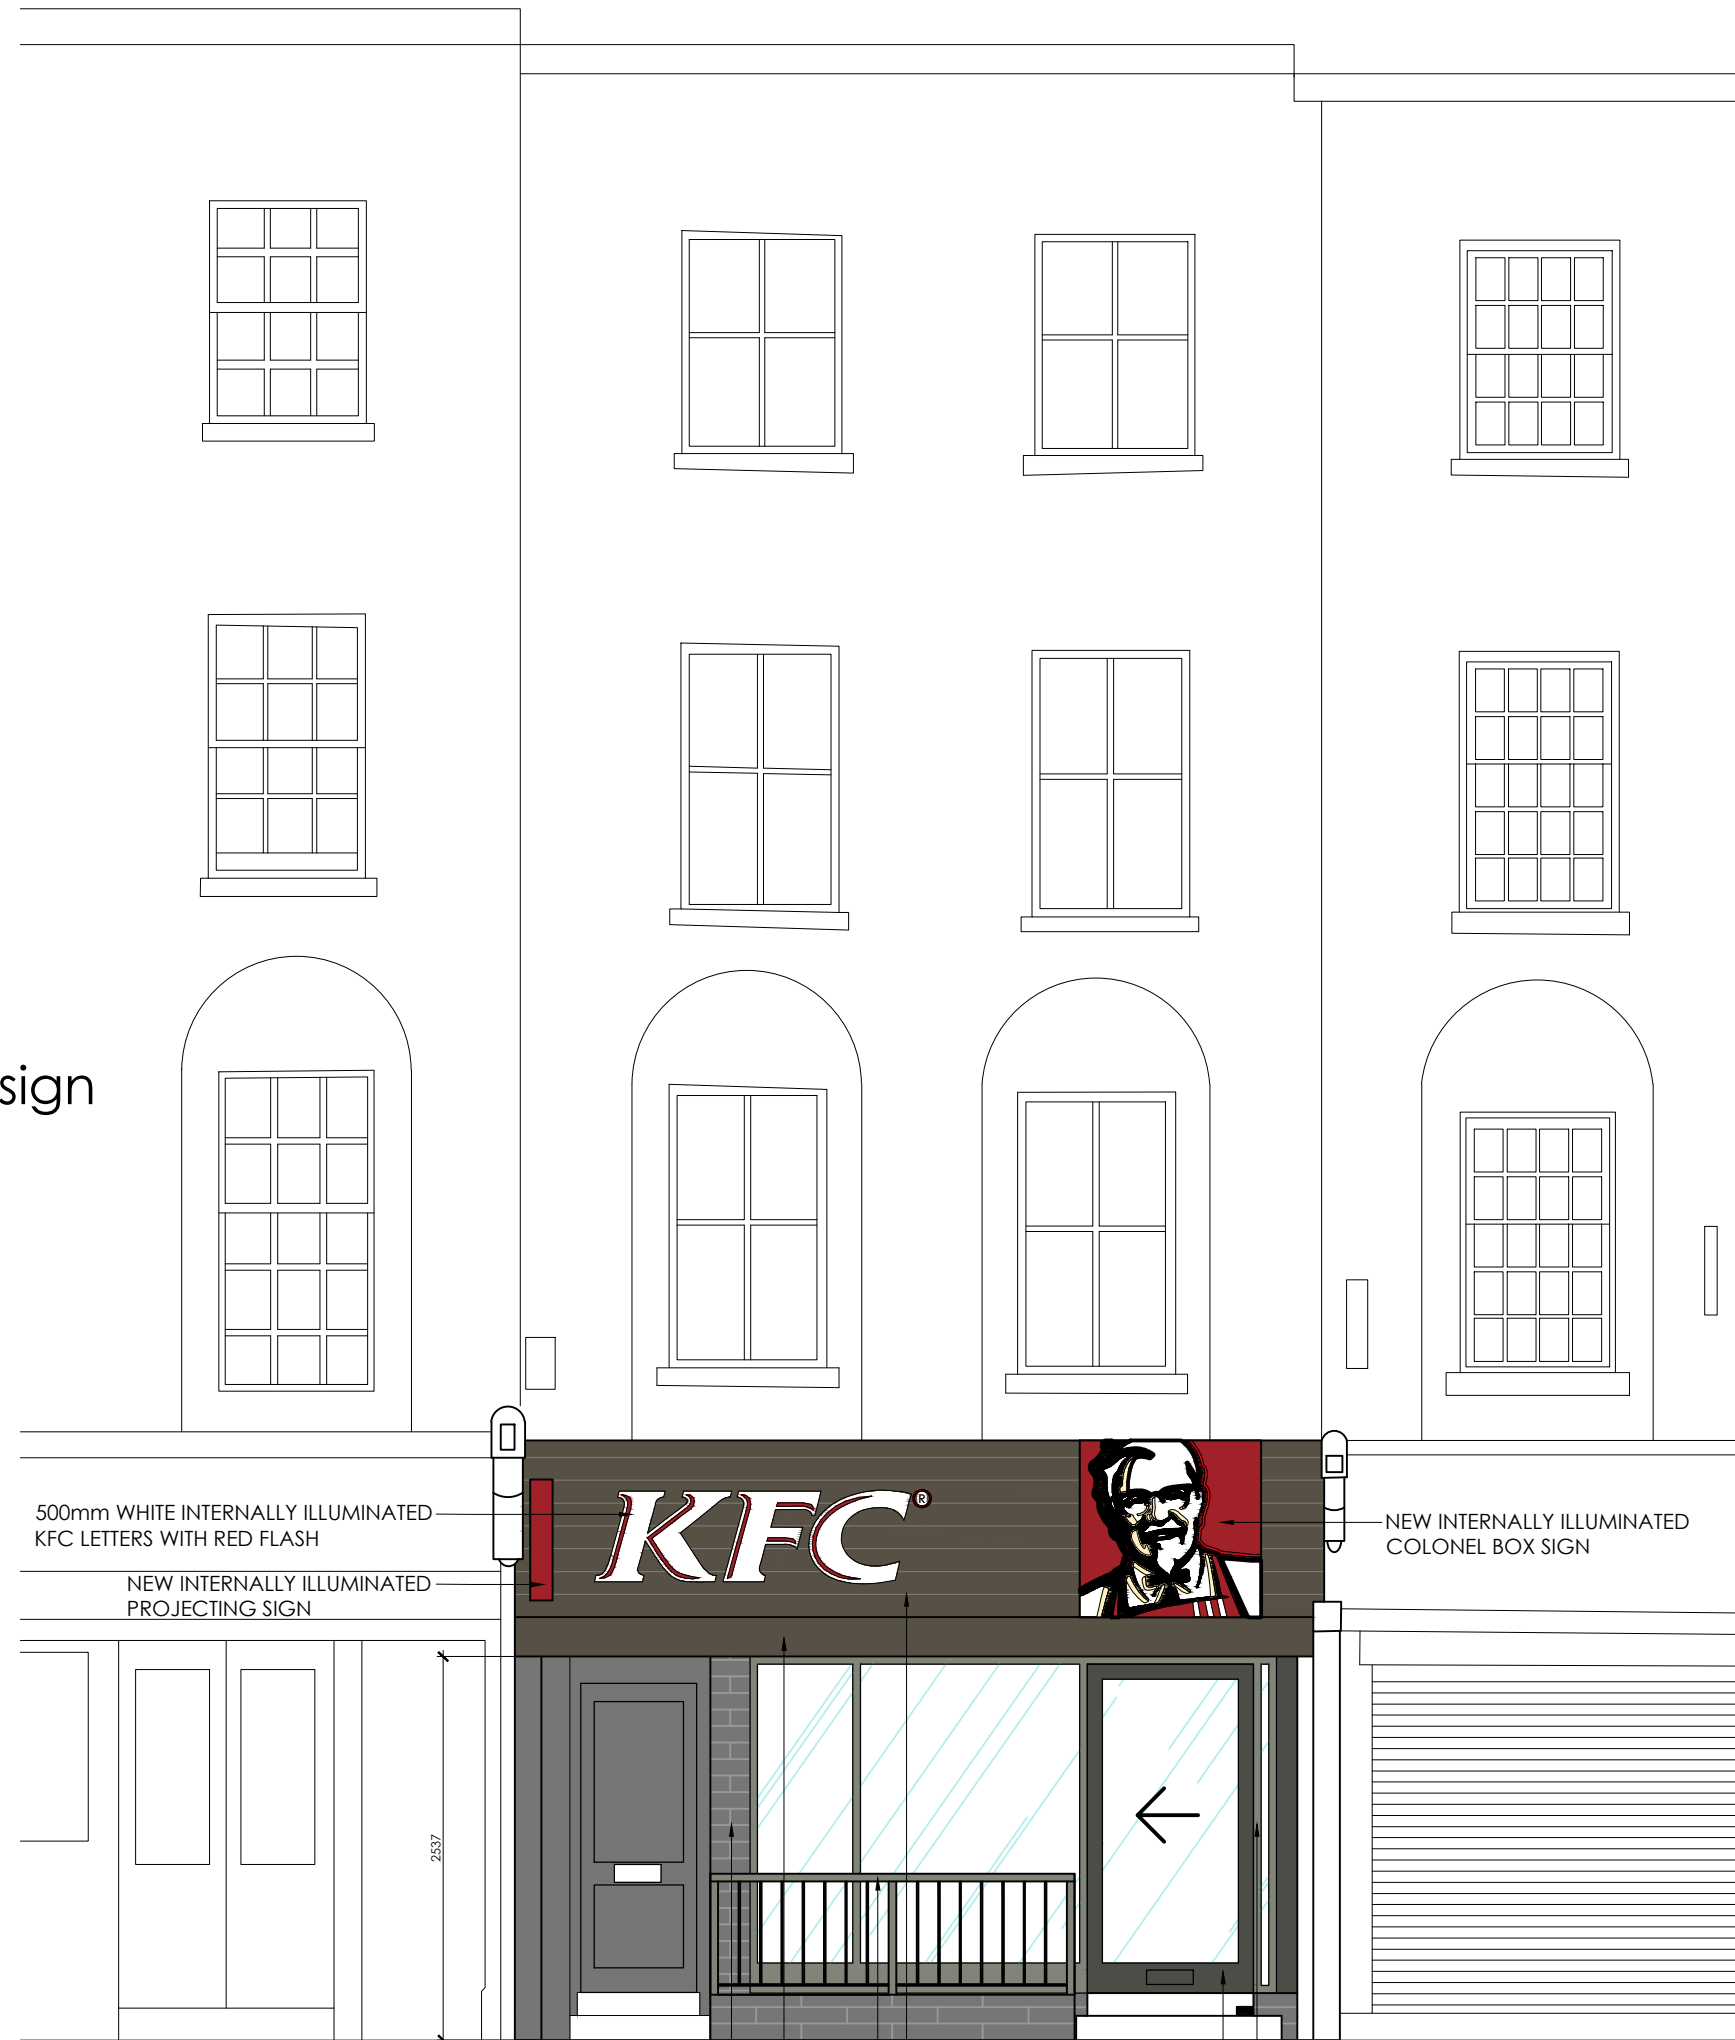 sign
500mm WHITE INTERNALLY ILLUMINATED
KFC LETTERS WITH RED FLASH
NEW INTERNALLY ILLUMINATED
PROJECTING SIGN
KFC®
NEW INTERNALLY ILLUMINATED
COLONEL BOX SIGN
2537